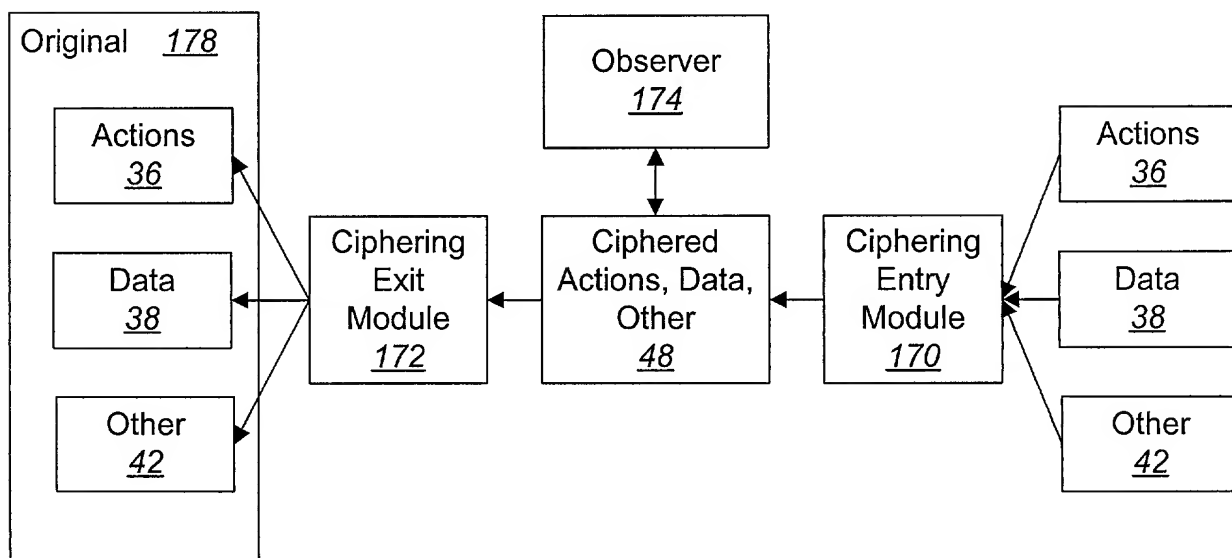 Original 178
Actions
36
Data
38
Other
42
Ciphering
Exit
Module
172
Observer
174
Ciphered
Actions, Data,
Other
48
Ciphering
Entry
Module
170
Actions
36
Data
38
Other
42